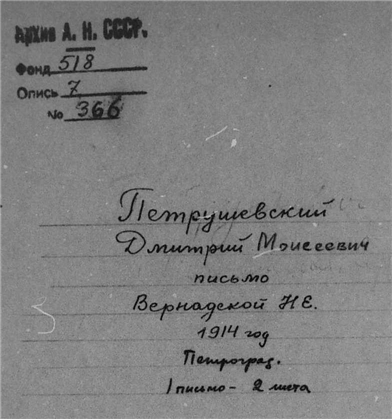 Архив А. Н. СССР.
Фонд 518
Опись 7
№ 366
Петрушевский
Дмитрий Моисеевич
письмо
Вернадской Н.Е.
1914 год
Петроград.
1 письмо - 2 листа